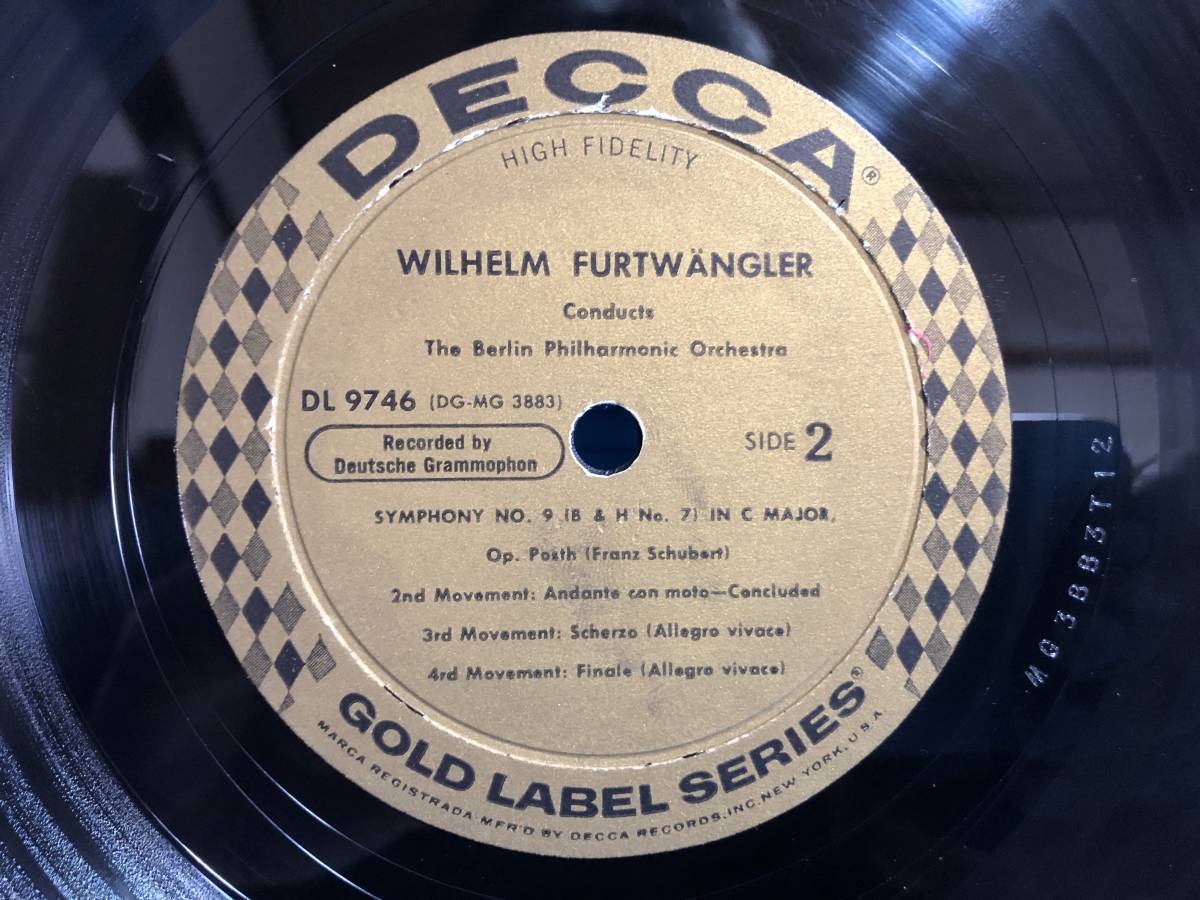 DECCA®
HIGH FIDELITY
WILHELM FURTWÄNGLER
Conducts
The Berlin Philharmonic Orchestra
DL 9746 (DG-MG 3883)
Recorded by
Deutsche Grammophon
SIDE 2
SYMPHONY NO. 9 (B & H No. 7) IN C MAJOR,
Op. Posth (Franz Schubert)
2nd Movement: Andante con moto—Concluded
3rd Movement: Scherzo (Allegro vivace)
4rd Movement: Finale (Allegro vivace)
GOLD LABEL SERIES®
MARCA REGISTRADA·MFR'D BY DECCA RECORDS, INC. NEW YORK, U.S.A.
MG3883T12